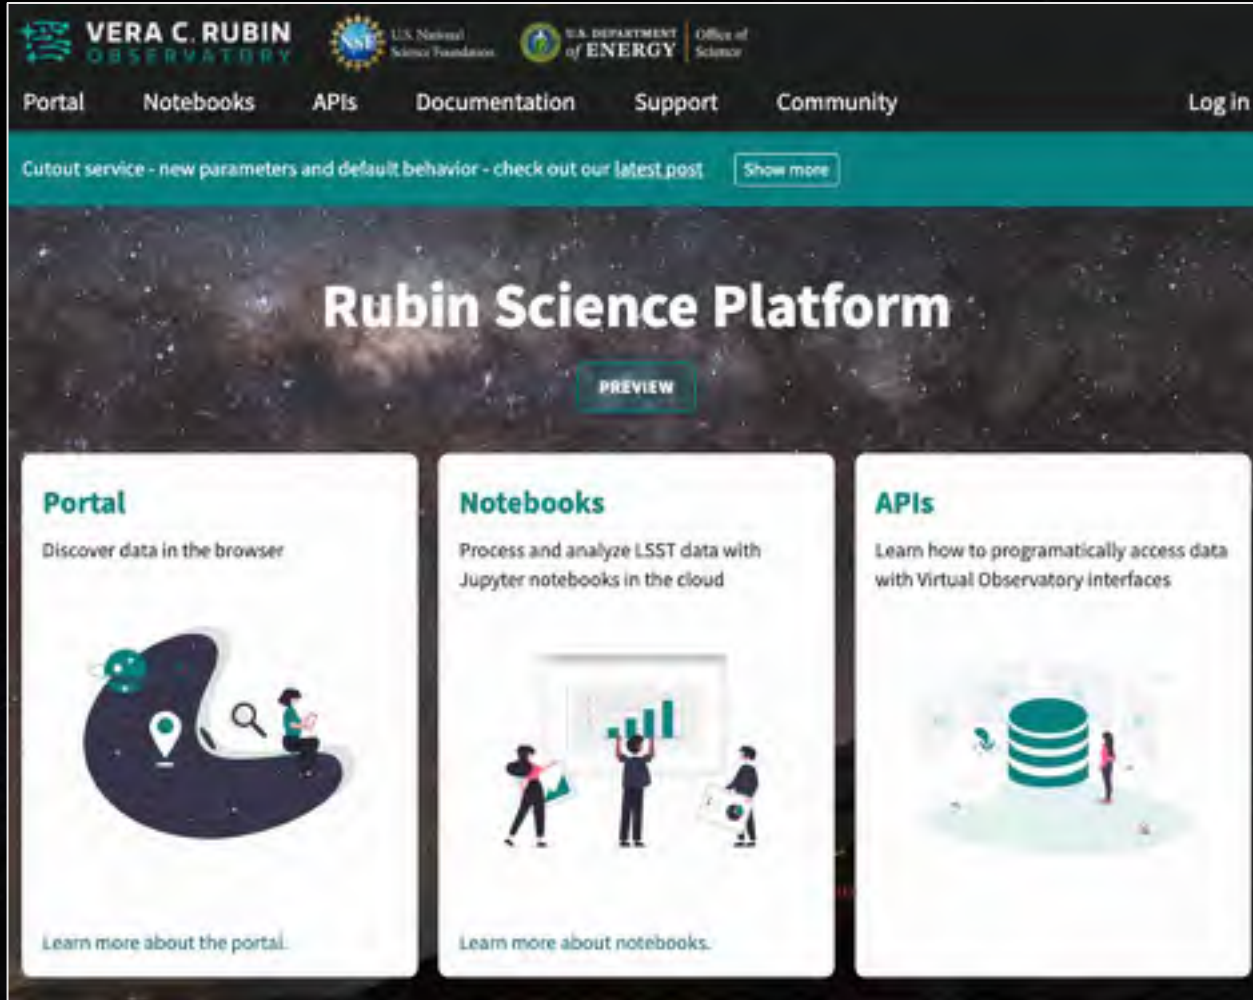 VERA C. RUBIN
OBSERVATORY
NSF
U.S. National
Science Foundation
U.S. DEPARTMENT
of ENERGY
Office of
Science
Portal Notebooks APIs Documentation Support Community Log in
Cutout service - new parameters and default behavior - check out our latest post Show more
Rubin Science Platform
PREVIEW
Portal
Discover data in the browser
Learn more about the portal.
Notebooks
Process and analyze LSST data with
Jupyter notebooks in the cloud
Learn more about notebooks.
APIs
Learn how to programatically access data
with Virtual Observatory interfaces